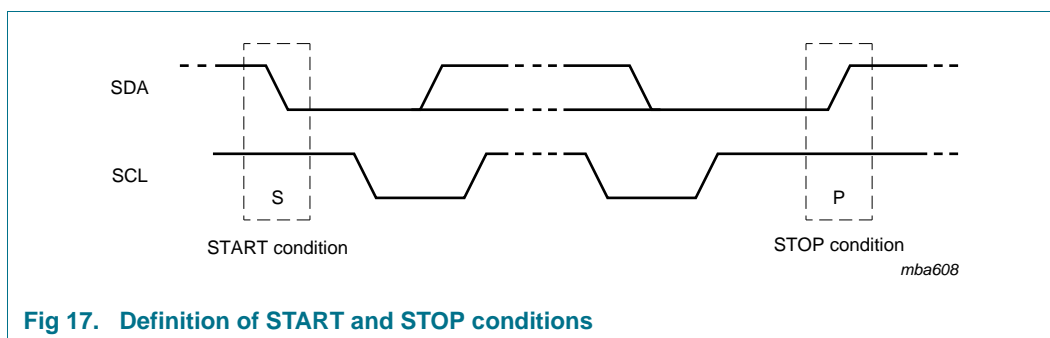 SDA
SCL
S
P
START condition
STOP condition
mba608
Fig 17. Definition of START and STOP conditions